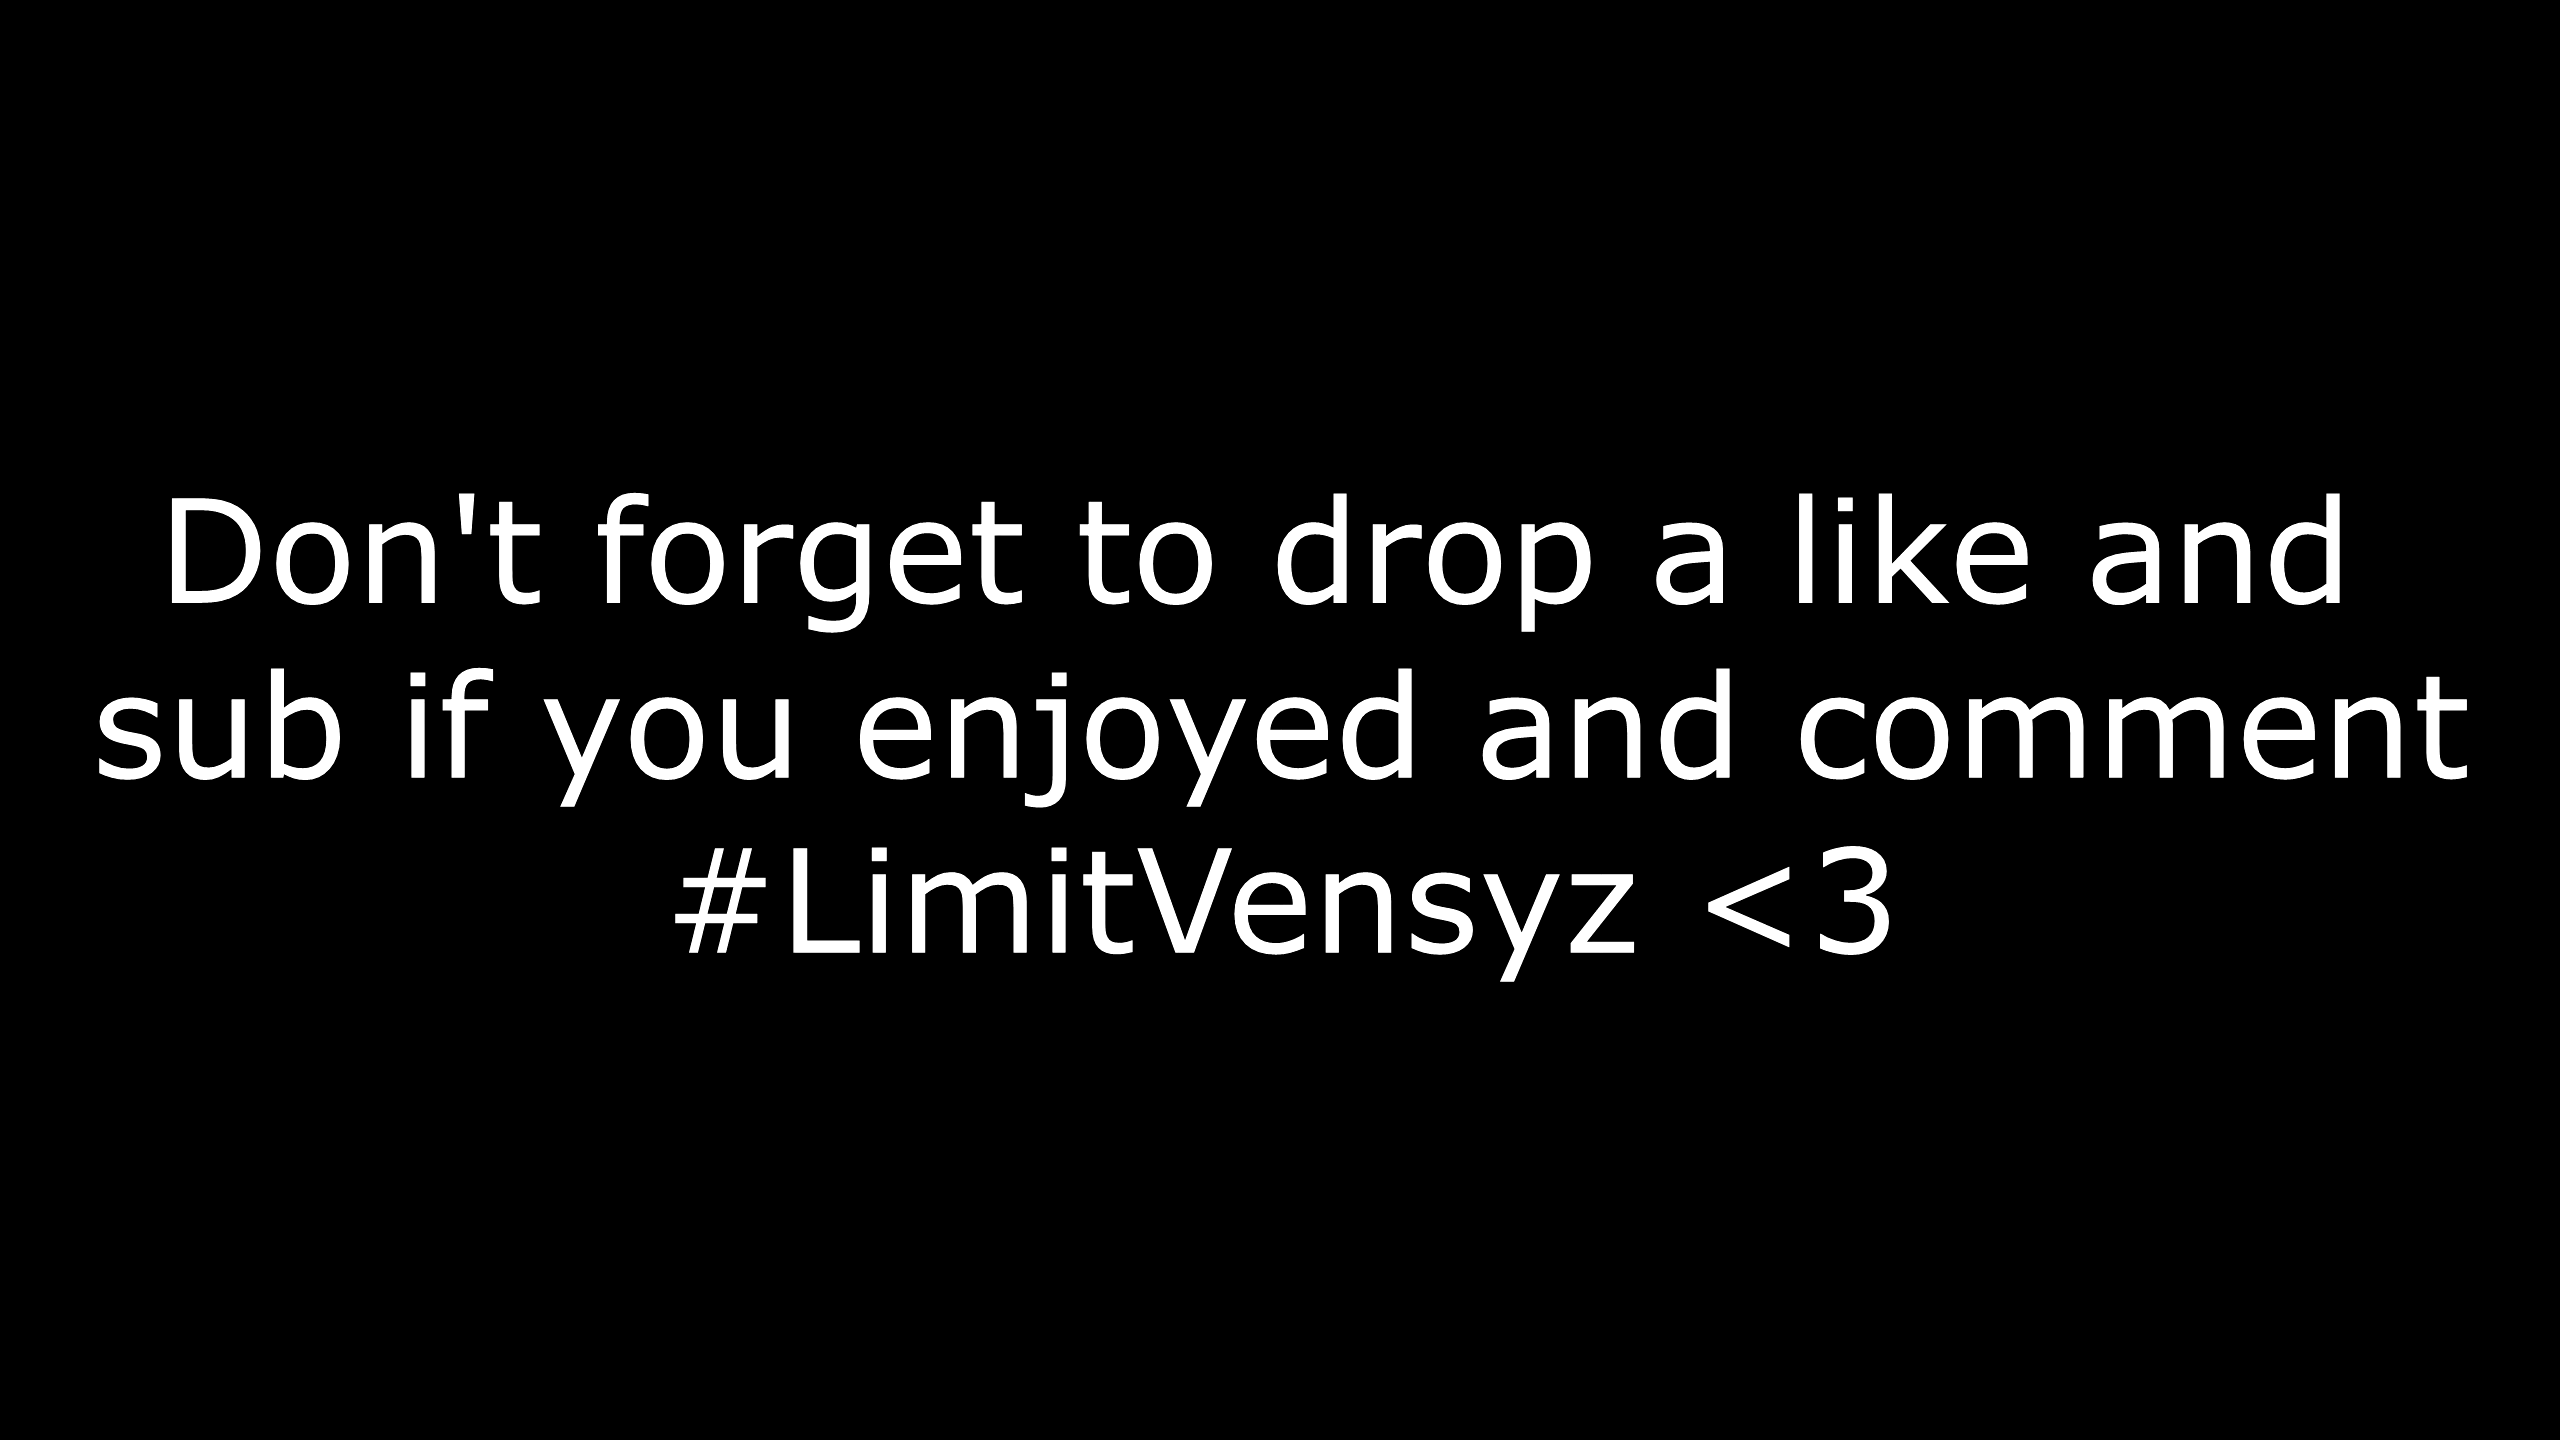 Don't forget to drop a like and
sub if you enjoyed and comment
#LimitVensyz <3